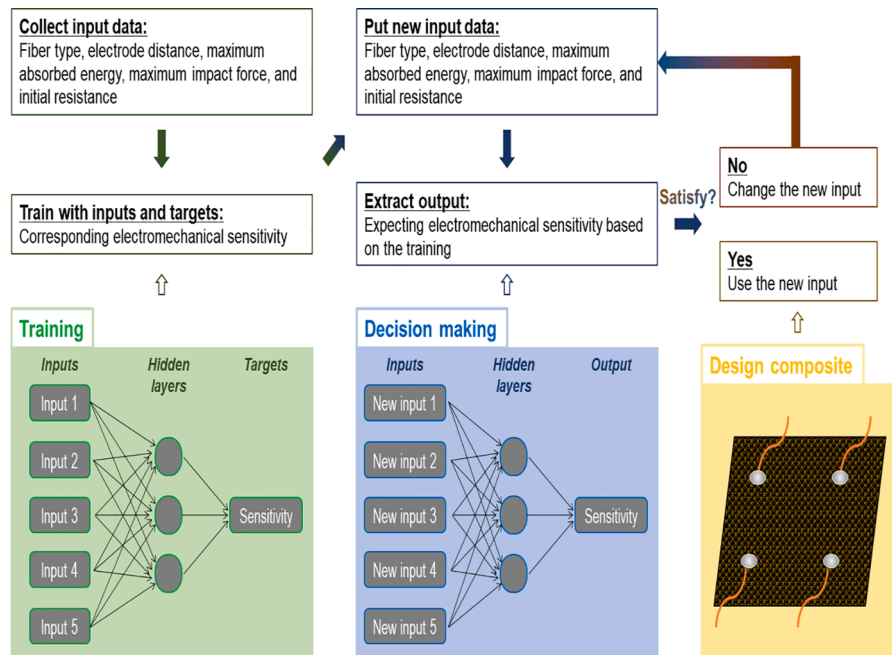 Collect input data:
Fiber type, electrode distance, maximum
absorbed energy, maximum impact force, and
initial resistance
Put new input data:
Fiber type, electrode distance, maximum
absorbed energy, maximum impact force, and
initial resistance
Train with inputs and targets:
Corresponding electromechanical sensitivity
Extract output:
Expecting electromechanical sensitivity based
on the training
Satisfy?
No
Change the new input
Yes
Use the new input
Training
Inputs
Hidden
layers
Targets
Input 1
Input 2
Input 3
Input 4
Input 5
Sensitivity
Decision making
Inputs
Hidden
layers
Output
New input 1
New input 2
New input 3
New input 4
New input 5
Sensitivity
Design composite